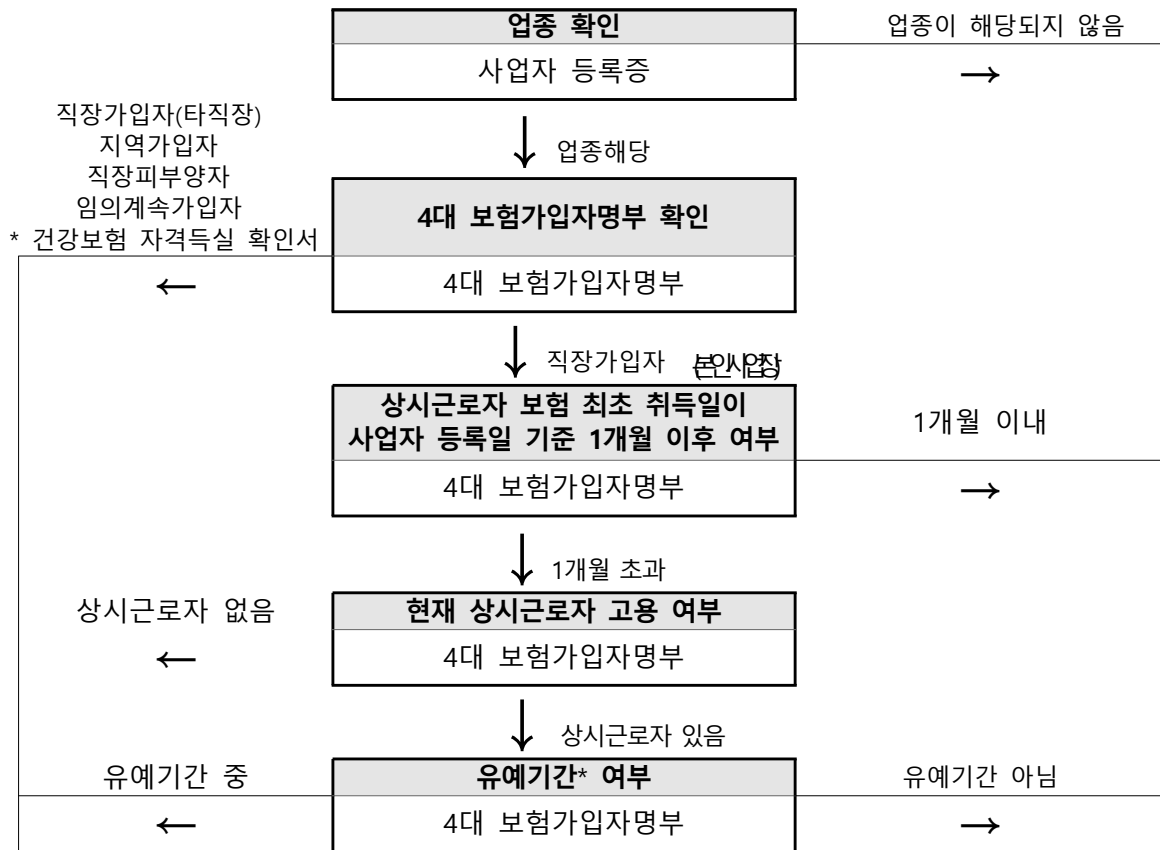 업종 확인
업종이 해당되지 않음
사업자 등록증
→
직장가입자(타직장)
지역가입자
직장피부양자
임의계속가입자
* 건강보험 자격득실 확인서
↓ 업종해당
4대 보험가입자명부 확인
←
4대 보험가입자명부
↓ 직장가입자 (본인사업장)
상시근로자 보험 최초 취득일이
사업자 등록일 기준 1개월 이후 여부
1개월 이내
4대 보험가입자명부
→
↓ 1개월 초과
상시근로자 없음
현재 상시근로자 고용 여부
←
4대 보험가입자명부
↓ 상시근로자 있음
유예기간 중
유예기간* 여부
유예기간 아님
←
4대 보험가입자명부
→